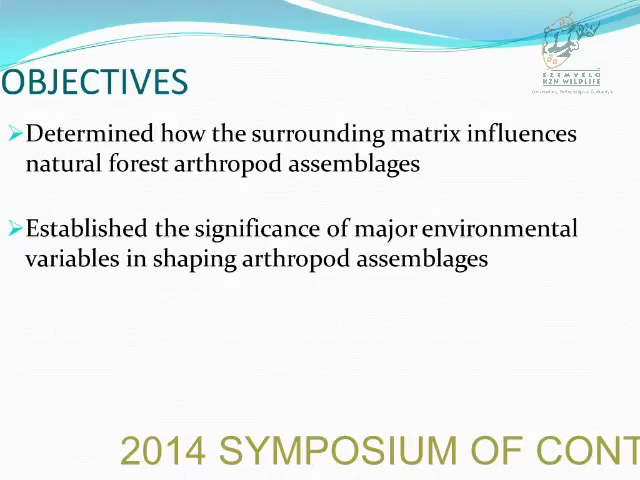 EZEMVELO
KZN WILDLIFE
OBJECTIVES
Determined how the surrounding matrix influences
natural forest arthropod assemblages
Established the significance of major environmental
variables in shaping arthropod assemblages
2014 SYMPOSIUM OF CONT